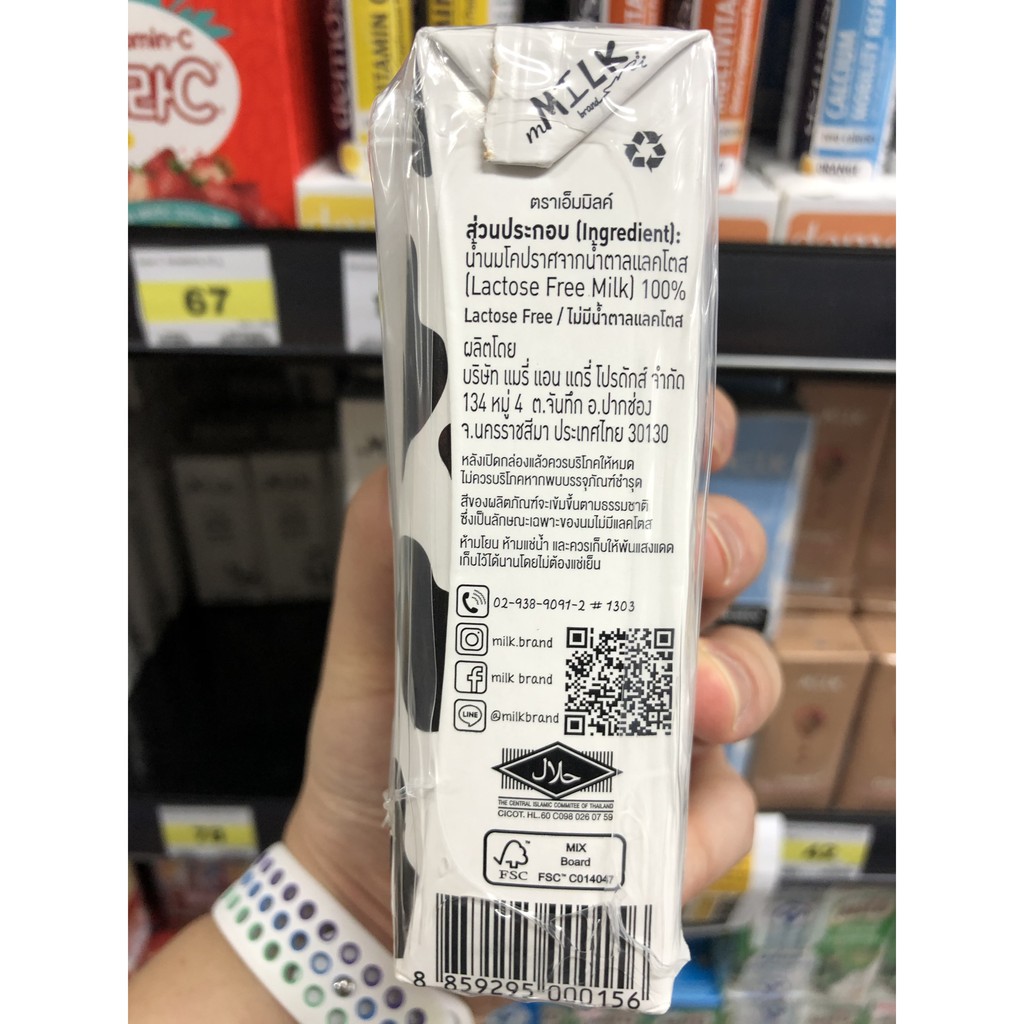 mMILK
brand
ตราเอ็มมิลค์
ส่วนประกอบ (Ingredient):
น้ำนมโคปราศจากน้ำตาลแลคโตส
(Lactose Free Milk) 100%
Lactose Free / ไม่มีน้ำตาลแลคโตส
ผลิตโดย
บริษัท แมรี่ แอน แดรี่ โปรดักส์ จำกัด
134 หมู่ 4 ต.จันทึก อ.ปากช่อง
จ.นครราชสีมา ประเทศไทย 30130
หลังเปิดกล่องแล้วควรบริโภคให้หมด
ไม่ควรบริโภคหากพบบรรจุภัณฑ์ชำรุด
สีของผลิตภัณฑ์จะเข้มขึ้นตามธรรมชาติ
ซึ่งเป็นลักษณะเฉพาะของนมไม่มีแลคโตส
ห้ามโยน ห้ามแช่น้ำ และควรเก็บให้พ้นแสงแดด
เก็บไว้ได้นานโดยไม่ต้องแช่เย็น
02-938-9091-2 # 1303
milk.brand
milk brand
LINE @milkbrand
حلال
THE CENTRAL ISLAMIC COMMITEE OF THAILAND
CICOT. HL.60 C098 026 07 59
FSC™
MIX
Board
FSC™ C014047
8 859295 000156
67
CALCIUM
ORANGE